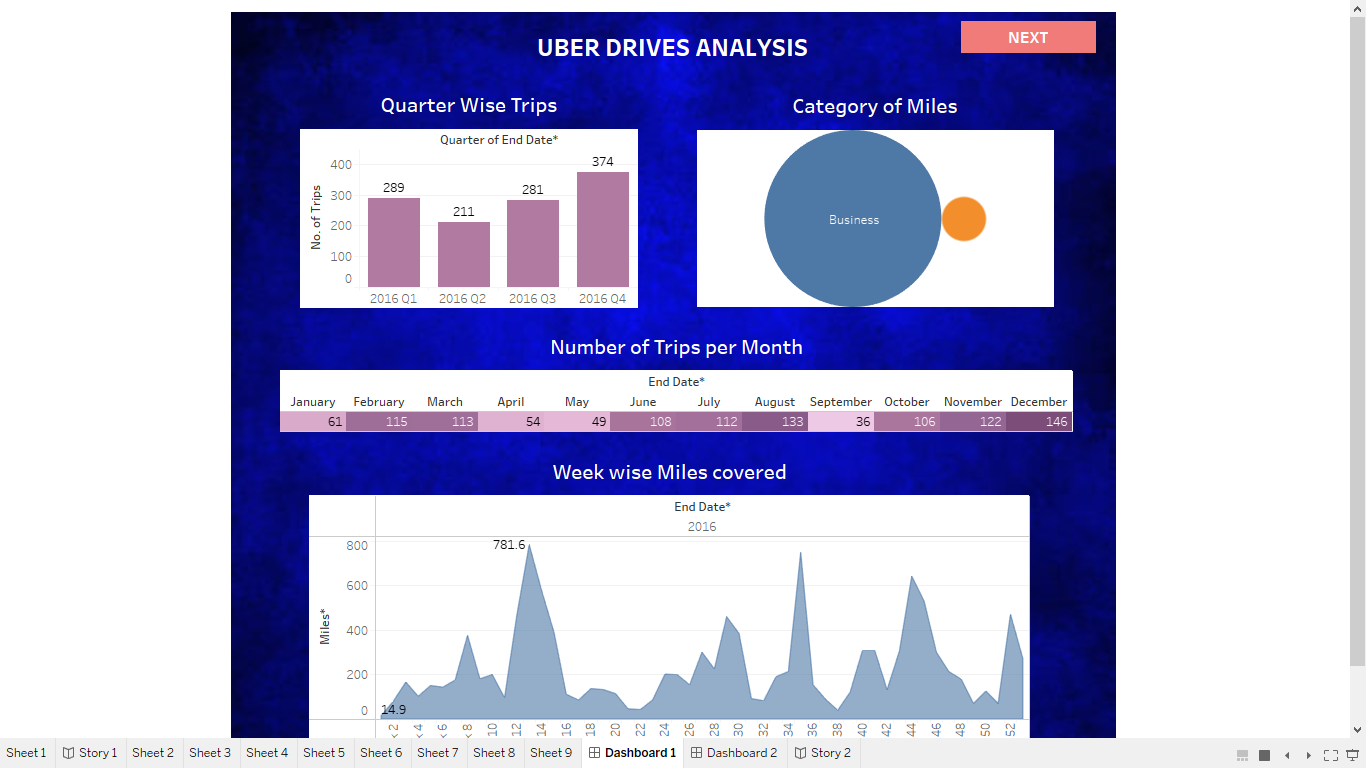 UBER DRIVES ANALYSIS
NEXT
Quarter Wise Trips
Quarter of End Date*
No. of Trips
400
300
200
100
0
289
211
281
374
2016 Q1 2016 Q2 2016 Q3 2016 Q4
Category of Miles
Business
Number of Trips per Month
End Date*
January February March April May June July August September October November December
61 115 113 54 49 108 112 133 36 106 122 146
Week wise Miles covered
End Date*
2016
Miles*
800
600
400
200
0
781.6
14.9
2 4 6 8 10 12 14 16 18 20 22 24 26 28 30 32 34 36 38 40 42 44 46 48 50 52
Sheet 1 Story 1 Sheet 2 Sheet 3 Sheet 4 Sheet 5 Sheet 6 Sheet 7 Sheet 8 Sheet 9 Dashboard 1 Dashboard 2 Story 2